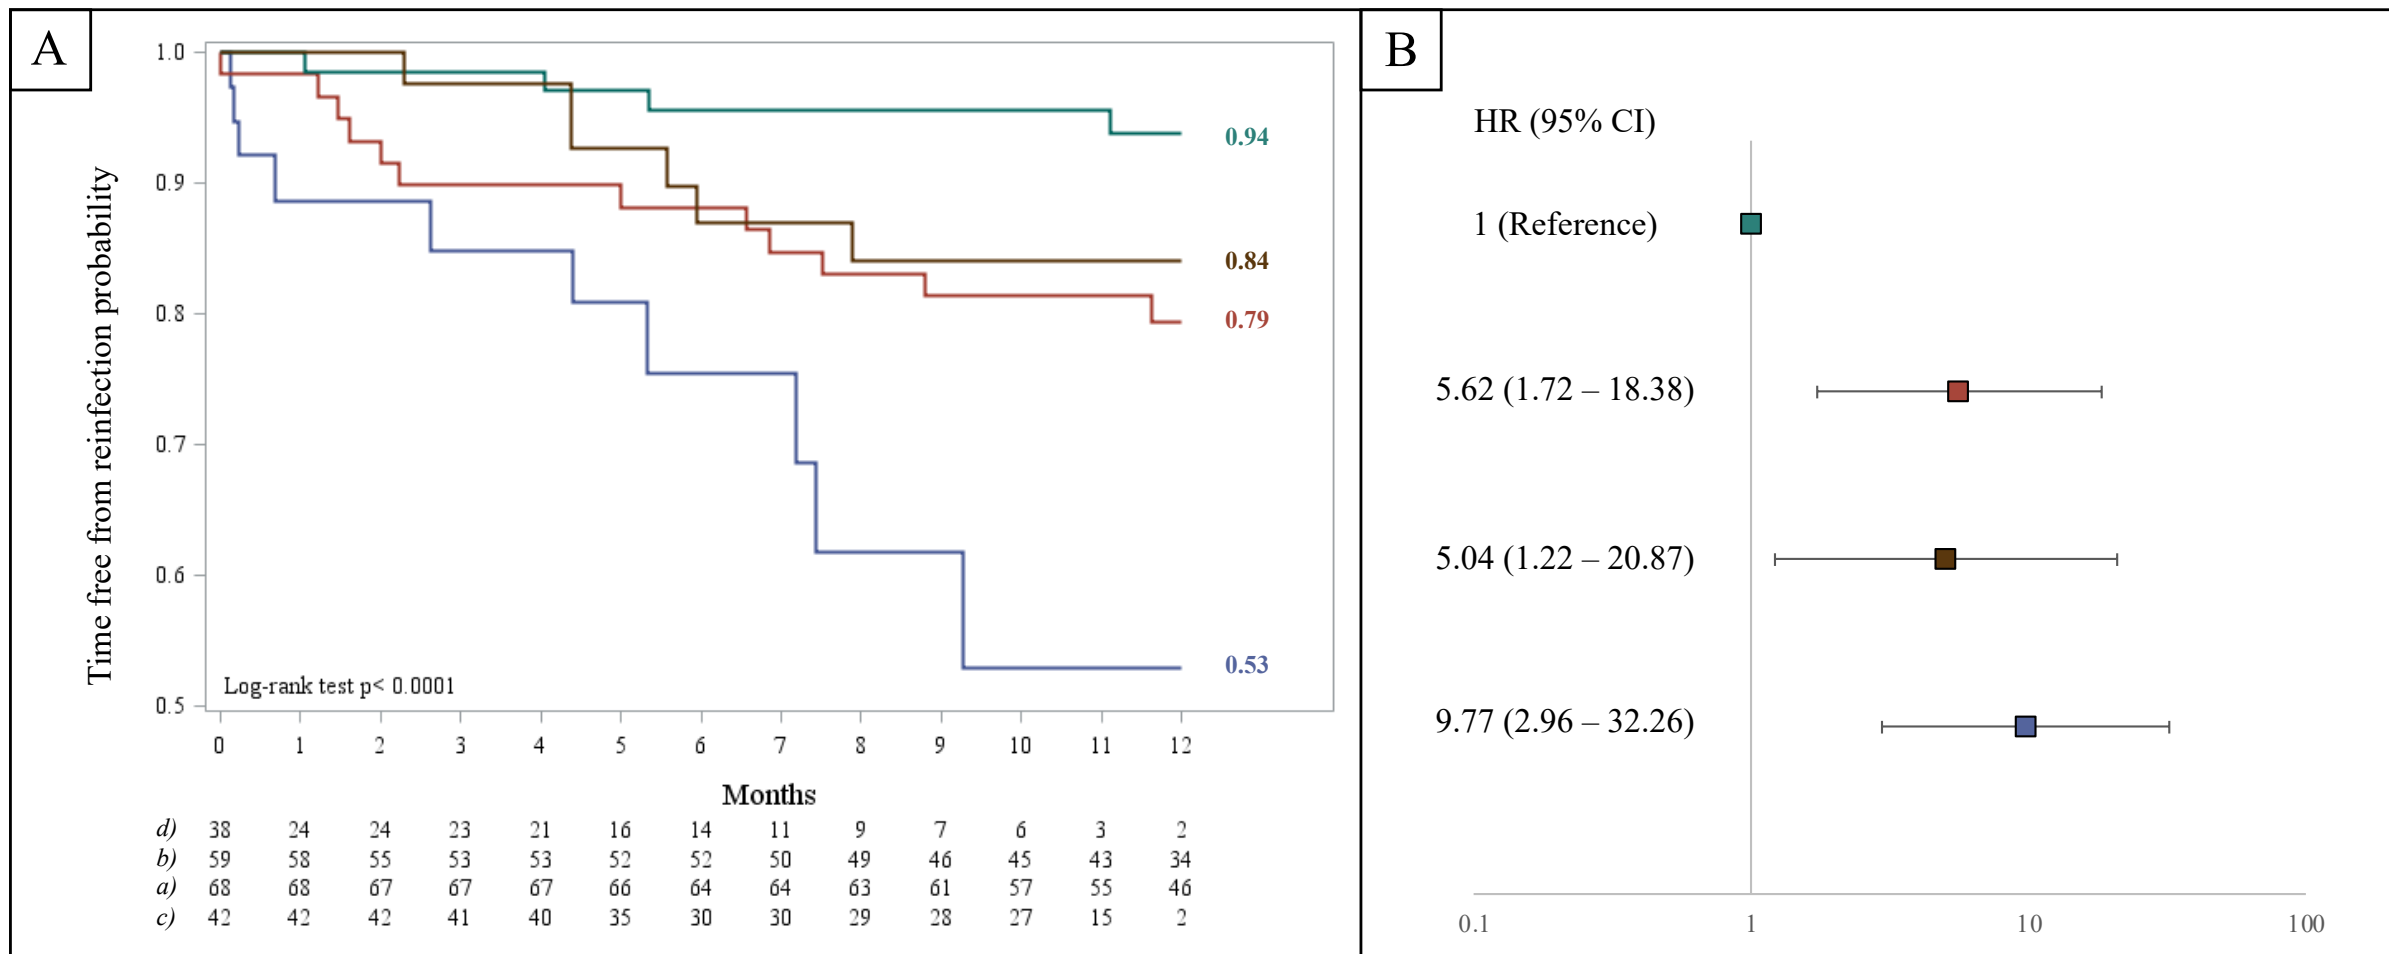 A
Time free from reinfection probability
1.0
0.9
0.8
0.7
0.6
0.5
0.94
0.84
0.79
0.53
Log-rank test p< 0.0001
0 1 2 3 4 5 6 7 8 9 10 11 12
Months
d) 38 24 24 23 21 16 14 11 9 7 6 3 2
b) 59 58 55 53 53 52 52 50 49 46 45 43 34
a) 68 68 67 67 67 66 64 64 63 61 57 55 46
c) 42 42 42 41 40 35 30 30 29 28 27 15 2
B
HR (95% CI)
1 (Reference)
5.62 (1.72 – 18.38)
5.04 (1.22 – 20.87)
9.77 (2.96 – 32.26)
0.1 1 10 100